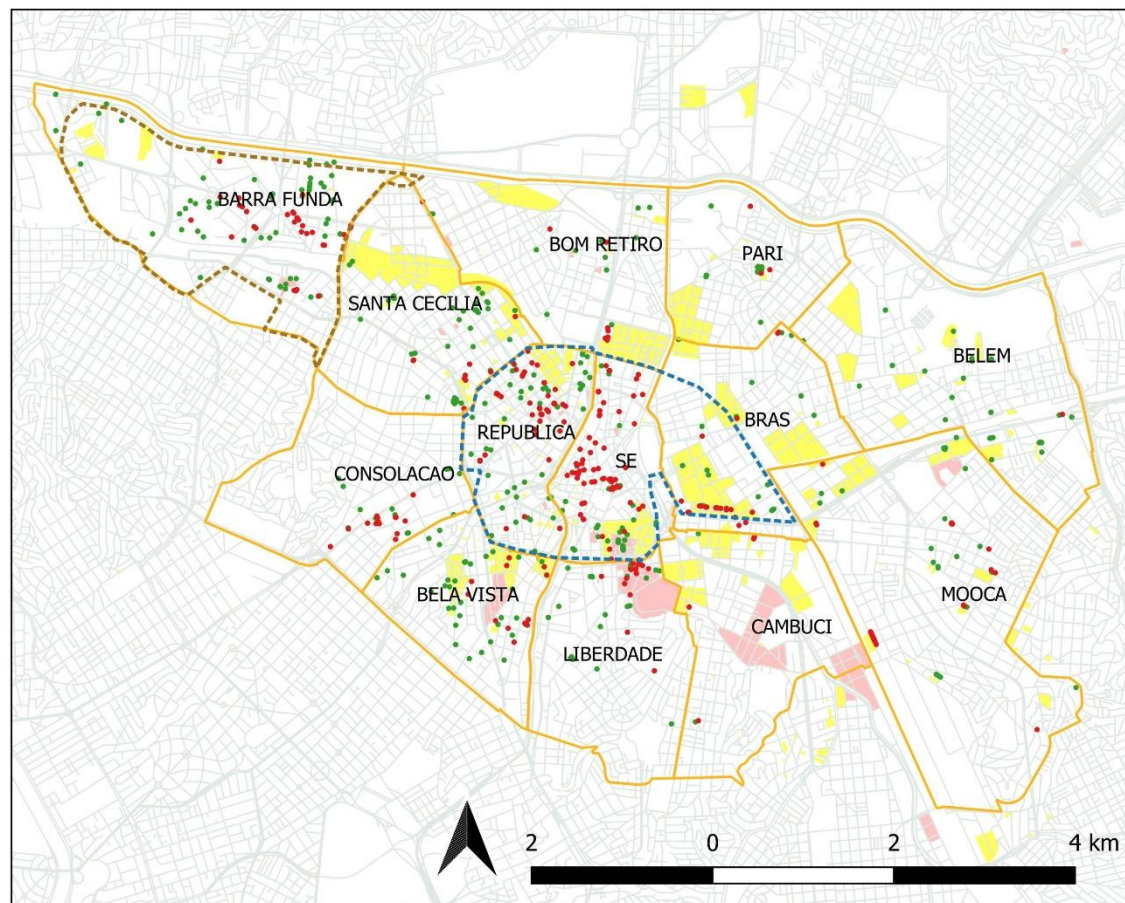 BARRA FUNDA
BOM RETIRO
PARI
SANTA CECILIA
BELEM
REPUBLICA
BRAS
SE
CONSOLACAO
BELA VISTA
MOOCA
CAMBUCI
LIBERDADE
2 0 2 4 km